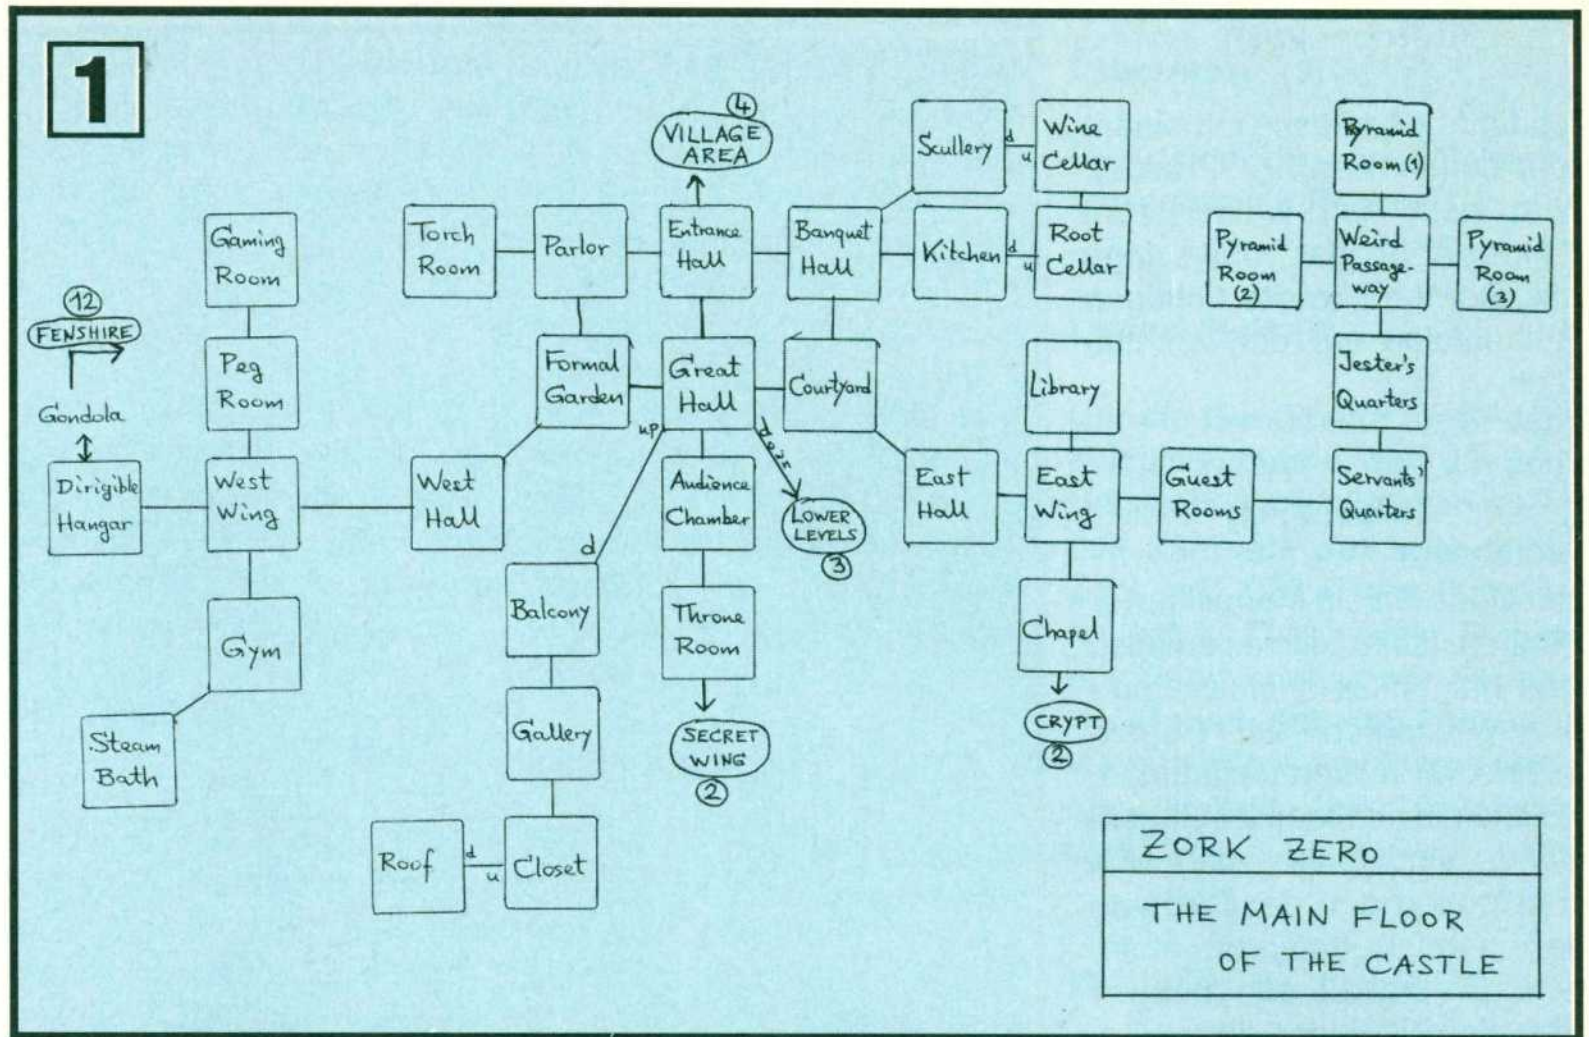 1
4
VILLAGE
AREA
Scullery
d
u
Wine
Cellar
Pyramid
Room (1)
Gaming
Room
Torch
Room
Parlor
Entrance
Hall
Banquet
Hall
Kitchen
d
u
Root
Cellar
Pyramid
Room
(2)
Weird
Passage-
way
Pyramid
Room
(3)
12
FENSHIRE
Gondola
Peg
Room
Formal
Garden
Great
Hall
up
down
Courtyard
Library
Jester's
Quarters
Dirigible
Hangar
West
Wing
West
Hall
Audience
Chamber
LOWER
LEVELS
3
East
Hall
East
Wing
Guest
Rooms
Servants'
Quarters
d
Gym
Balcony
Throne
Room
Chapel
Steam
Bath
Gallery
SECRET
WING
2
CRYPT
2
Roof
d
u
Closet
ZORK ZERO
THE MAIN FLOOR
OF THE CASTLE